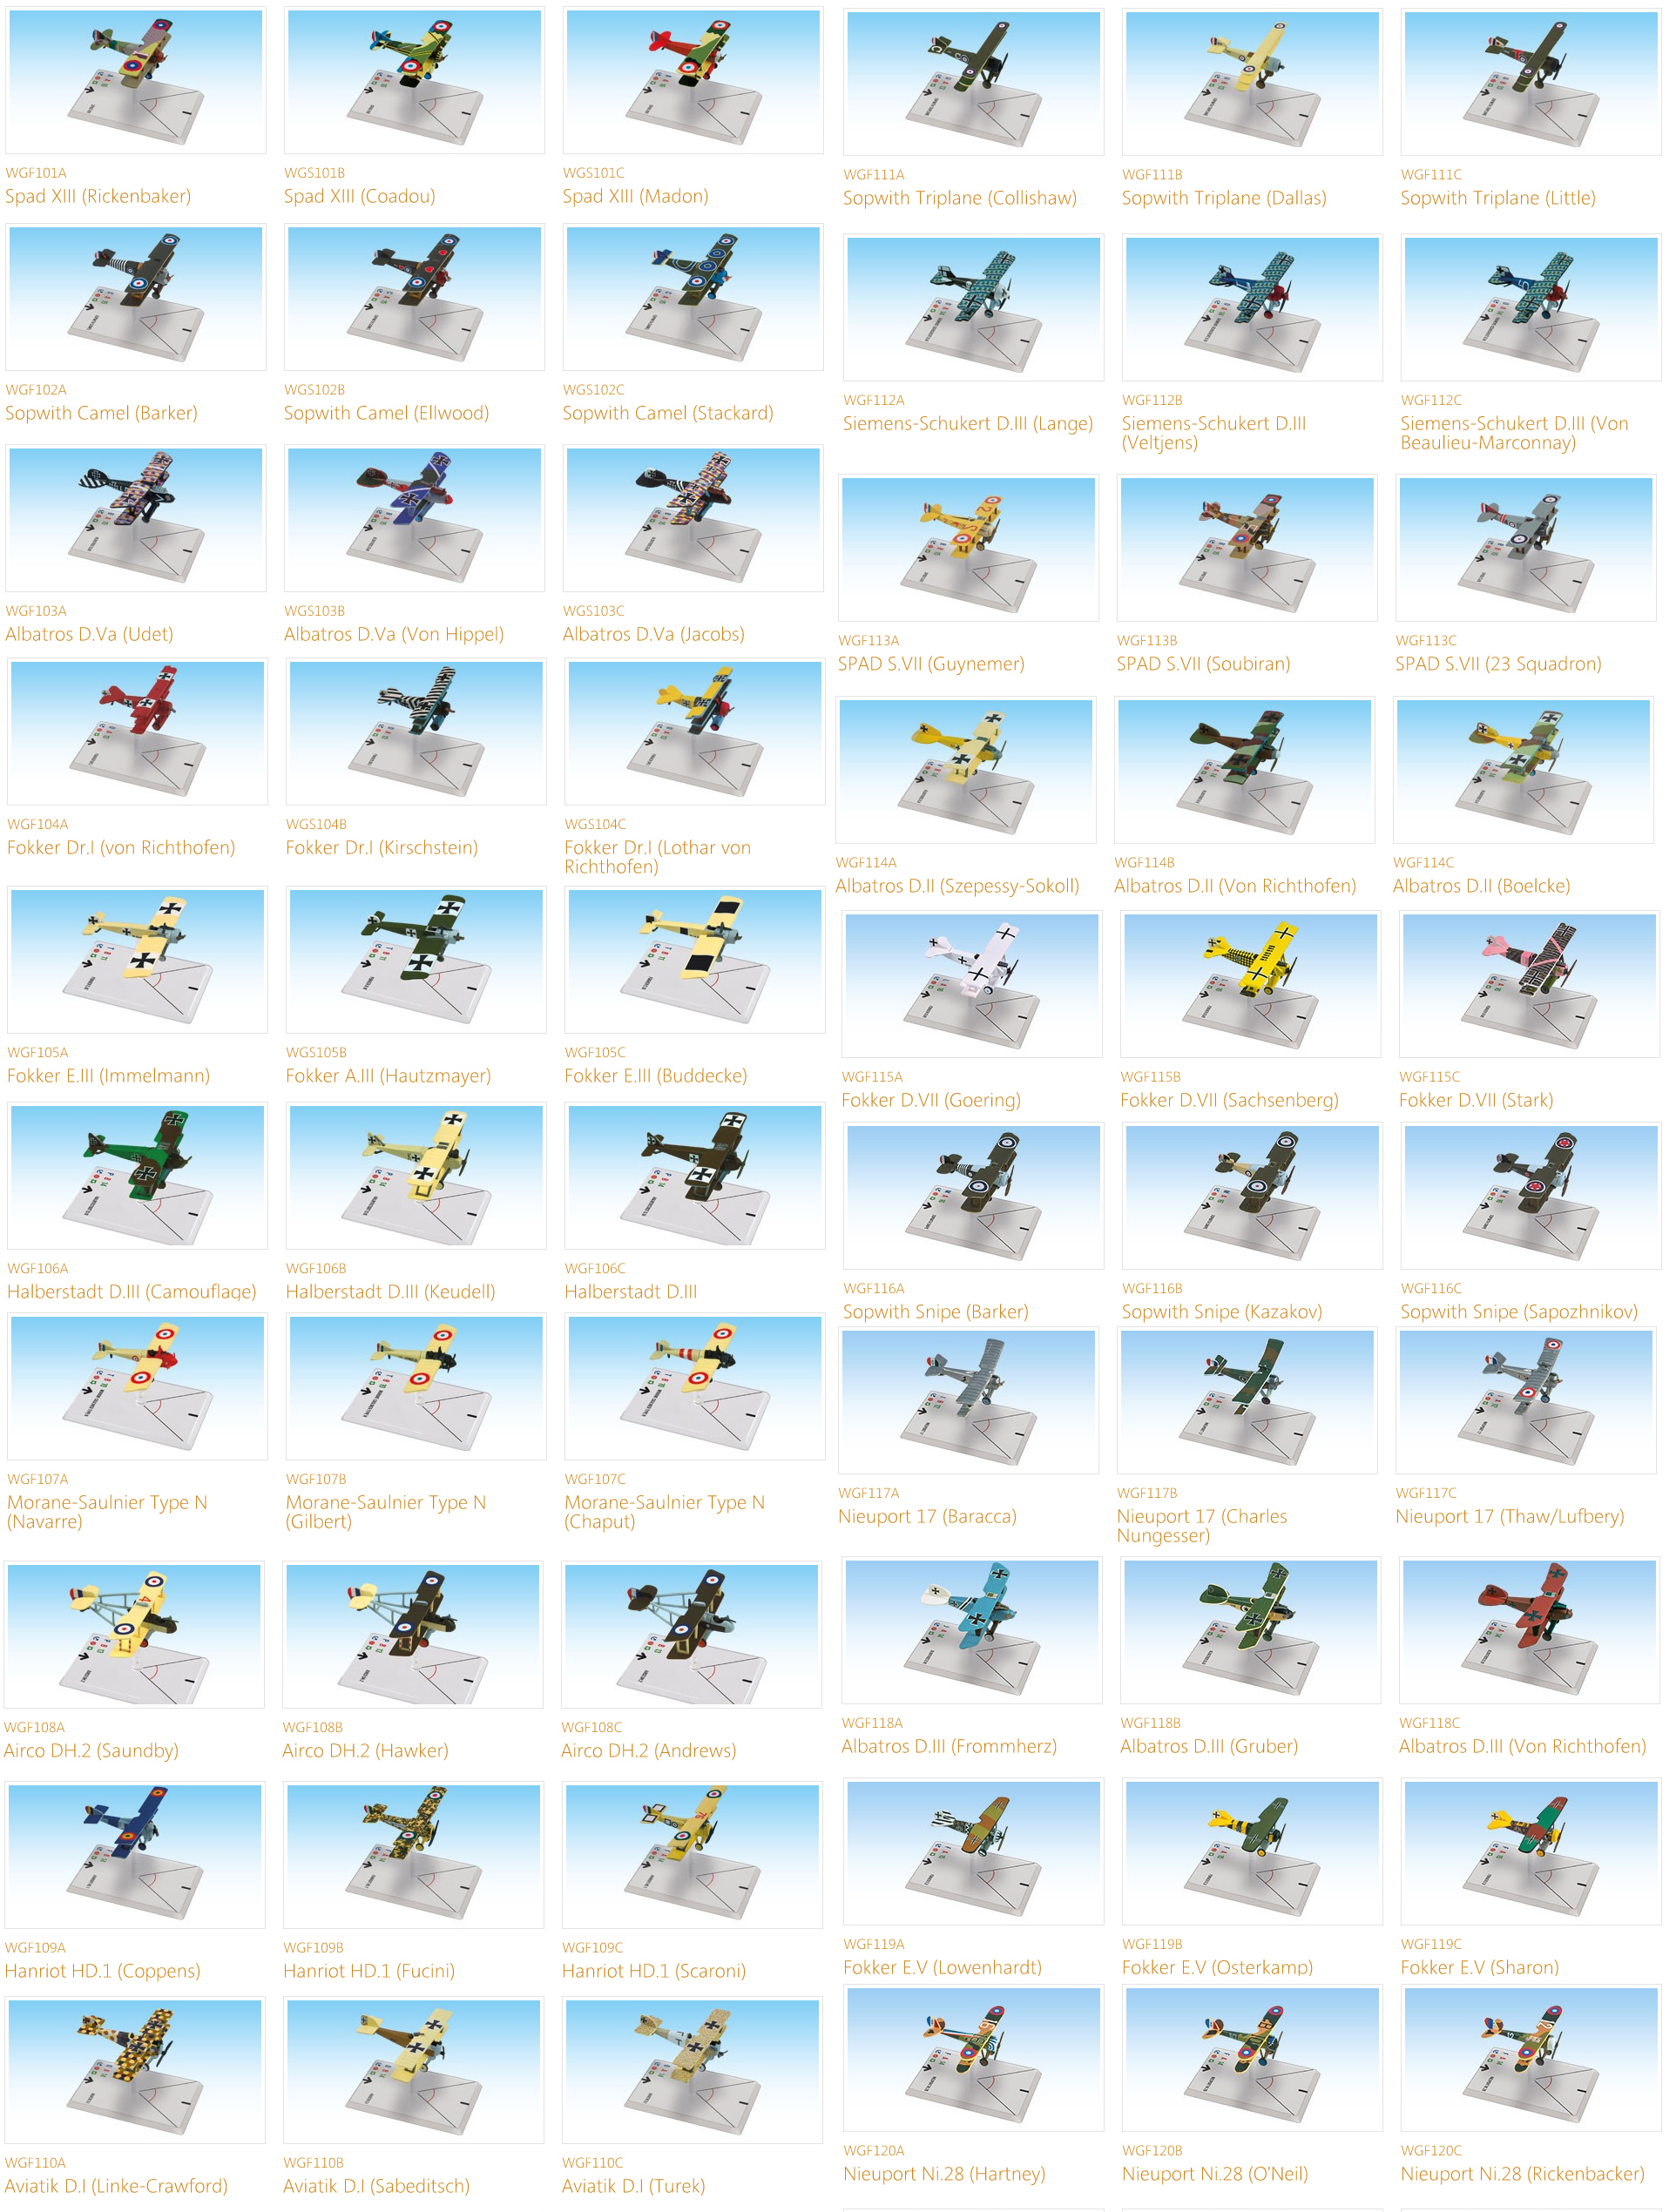 WGF101A
Spad XIII (Rickenbaker)
WGS101B
Spad XIII (Coadou)
WGS101C
Spad XIII (Madon)
WGF111A
Sopwith Triplane (Collishaw)
WGF111B
Sopwith Triplane (Dallas)
WGF111C
Sopwith Triplane (Little)
WGF102A
Sopwith Camel (Barker)
WGS102B
Sopwith Camel (Ellwood)
WGS102C
Sopwith Camel (Stackard)
WGF112A
Siemens-Schukert D.III (Lange)
WGF112B
Siemens-Schukert D.III
(Veltjens)
WGF112C
Siemens-Schukert D.III (Von
Beaulieu-Marconnay)
WGF103A
Albatros D.Va (Udet)
WGS103B
Albatros D.Va (Von Hippel)
WGS103C
Albatros D.Va (Jacobs)
WGF113A
SPAD S.VII (Guynemer)
WGF113B
SPAD S.VII (Soubiran)
WGF113C
SPAD S.VII (23 Squadron)
WGF104A
Fokker Dr.I (von Richthofen)
WGS104B
Fokker Dr.I (Kirschstein)
WGS104C
Fokker Dr.I (Lothar von
Richthofen)
WGF114A
Albatros D.II (Szepessy-Sokoll)
WGF114B
Albatros D.II (Von Richthofen)
WGF114C
Albatros D.II (Boelcke)
WGF105A
Fokker E.III (Immelmann)
WGS105B
Fokker A.III (Hautzmayer)
WGF105C
Fokker E.III (Buddecke)
WGF115A
Fokker D.VII (Goering)
WGF115B
Fokker D.VII (Sachsenberg)
WGF115C
Fokker D.VII (Stark)
WGF106A
Halberstadt D.III (Camouflage)
WGF106B
Halberstadt D.III (Keudell)
WGF106C
Halberstadt D.III
WGF116A
Sopwith Snipe (Barker)
WGF116B
Sopwith Snipe (Kazakov)
WGF116C
Sopwith Snipe (Sapozhnikov)
WGF107A
Morane-Saulnier Type N
(Navarre)
WGF107B
Morane-Saulnier Type N
(Gilbert)
WGF107C
Morane-Saulnier Type N
(Chaput)
WGF117A
Nieuport 17 (Baracca)
WGF117B
Nieuport 17 (Charles
Nungesser)
WGF117C
Nieuport 17 (Thaw/Lufbery)
WGF108A
Airco DH.2 (Saundby)
WGF108B
Airco DH.2 (Hawker)
WGF108C
Airco DH.2 (Andrews)
WGF118A
Albatros D.III (Frommherz)
WGF118B
Albatros D.III (Gruber)
WGF118C
Albatros D.III (Von Richthofen)
WGF109A
Hanriot HD.1 (Coppens)
WGF109B
Hanriot HD.1 (Fucini)
WGF109C
Hanriot HD.1 (Scaroni)
WGF119A
Fokker E.V (Lowenhardt)
WGF119B
Fokker E.V (Osterkamp)
WGF119C
Fokker E.V (Sharon)
WGF110A
Aviatik D.I (Linke-Crawford)
WGF110B
Aviatik D.I (Sabeditsch)
WGF110C
Aviatik D.I (Turek)
WGF120A
Nieuport Ni.28 (Hartney)
WGF120B
Nieuport Ni.28 (O'Neil)
WGF120C
Nieuport Ni.28 (Rickenbacker)